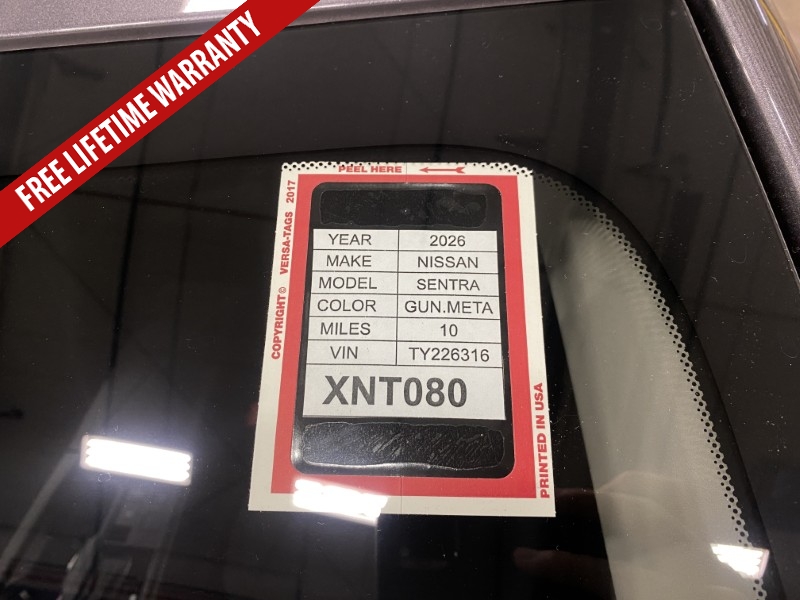 FREE LIFETIME WARRANTY
PEEL HERE
COPYRIGHT© VERSA-TAGS 2017
YEAR 2026
MAKE NISSAN
MODEL SENTRA
COLOR GUN.META
MILES 10
VIN TY226316
XNT080
PRINTED IN USA